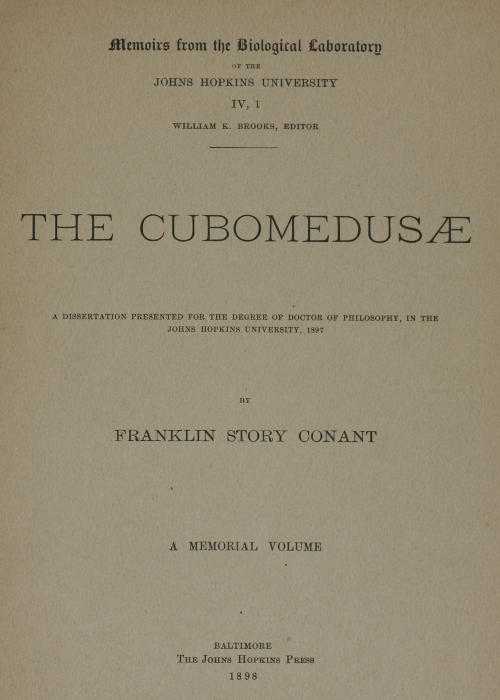 Memoirs from the Biological Laboratory
OF THE
JOHNS HOPKINS UNIVERSITY
IV, 1
WILLIAM K. BROOKS, EDITOR
THE CUBOMEDUSÆ
A DISSERTATION PRESENTED FOR THE DEGREE OF DOCTOR OF PHILOSOPHY, IN THE
JOHNS HOPKINS UNIVERSITY, 1897
BY
FRANKLIN STORY CONANT
A MEMORIAL VOLUME
BALTIMORE
The Johns Hopkins Press
1898